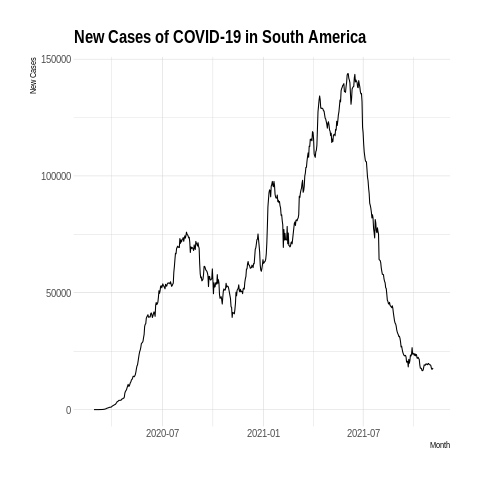 New Cases of COVID-19 in South America
New Cases
150000
100000
50000
0
2020-07
2021-01
2021-07
Month